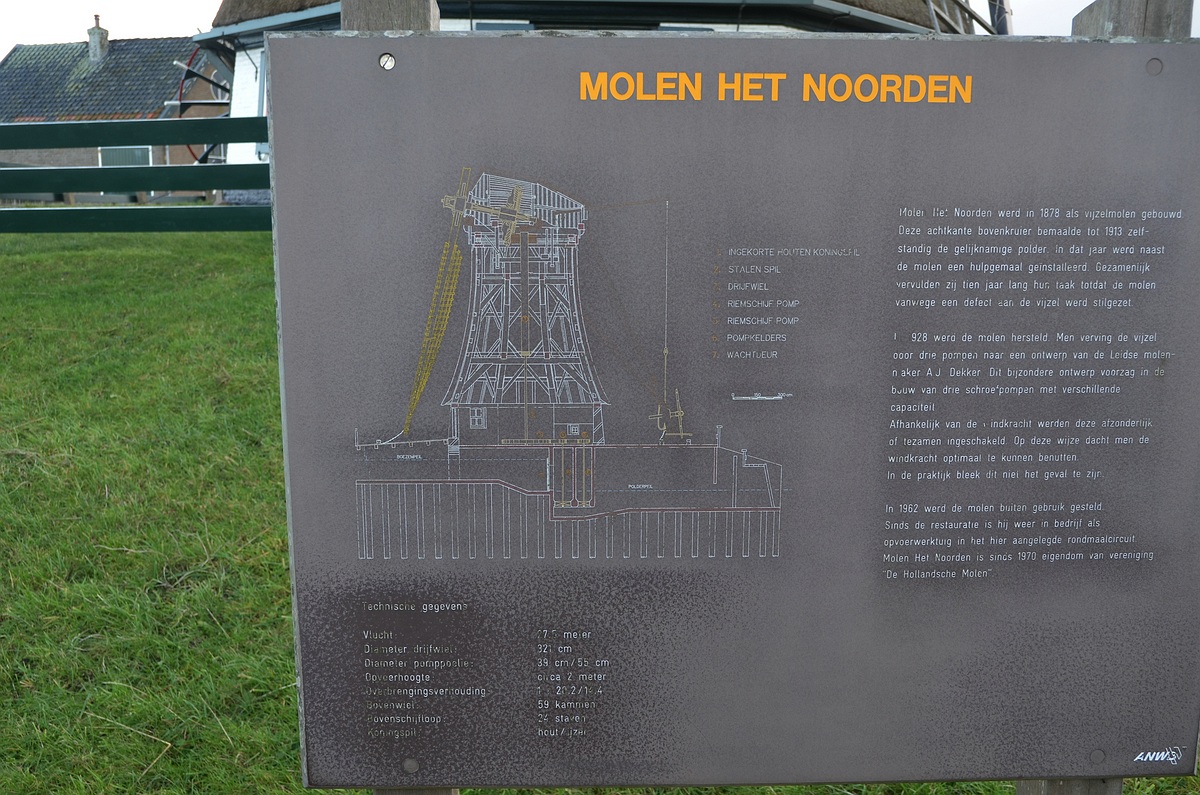 MOLEN HET NOORDEN
Molen Het Noorden werd in 1878 als vijzelmolen gebouwd.
Deze achtkante bovenkruier bemaalde tot 1913 zelf-
standig de gelijknamige polder. In dat jaar werd naast
de molen een hulpgemaal geinstalleerd. Gezamenlijk
vervulden zij tien jaar lang hun taak totdat de molen
vanwege een defect aan de vijzel werd stilgezet.
928 werd de molen hersteld. Men verving de vijzel
door drie pompen naar een ontwerp van de Leidse molen-
maker A.J. Dekker. Dit bijzondere ontwerp voorzag in de
bouw van drie schroefpompen met verschillende
capaciteit.
Afhankelijk van de windkracht werden deze afzonderlijk
of tezamen ingeschakeld. Op deze wijze dacht men de
windkracht optimaal te kunnen benutten.
In de praktijk bleek dit niet het geval te zijn.
In 1962 werd de molen buiten gebruik gesteld.
Sinds de restauratie is hij weer in bedrijf als
opvoerwerktuig in het hier aangelegde rondmaalcircuit.
Molen Het Noorden is sinds 1970 eigendom van vereniging
"De Hollandsche Molen".
INGEKORTE HOUTEN KONINGSPIL
STALEN SPIL
DRIJFWIEL
RIEMSCHIJF POMP
RIEMSCHIJF POMP
POMPKELDERS
WACHTDEUR
BOEZEMPEIL
POLDERPEIL
Technische gegevens
Vlucht: meter
Diameter drijfwiel: 321 cm
Diameter 39 cm/55 cm
Opvoerhoogte circa 2 meter
Overbrengingsverhouding:
Bovenwiel: 59 kammen
Bovenschijfloop: staven
Koningspil: hout/ijzer
ANWB